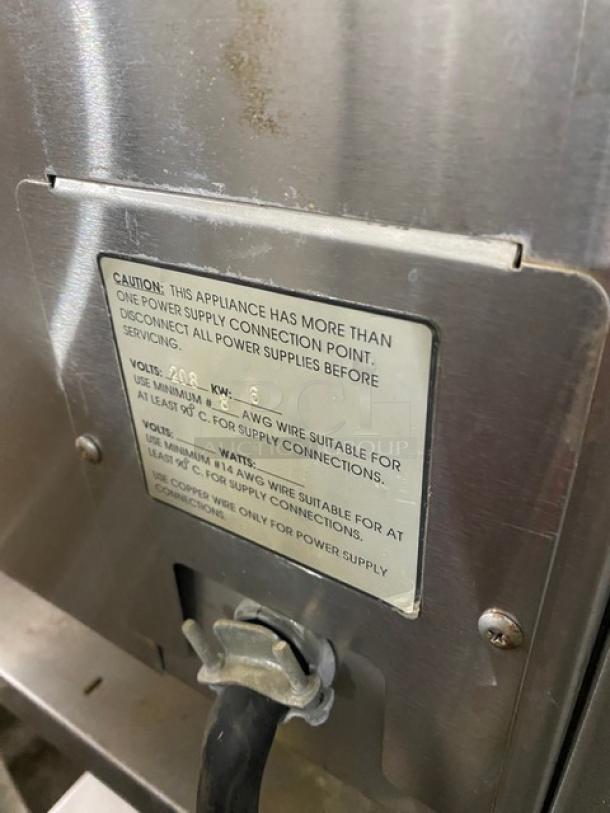 CAUTION: THIS APPLIANCE HAS MORE THAN
ONE POWER SUPPLY CONNECTION POINT.
DISCONNECT ALL POWER SUPPLIES BEFORE
SERVICING.
VOLTS: 208 KW: 6
USE MINIMUM # 8 AWG WIRE SUITABLE FOR
AT LEAST 90° C. FOR SUPPLY CONNECTIONS.
VOLTS: WATTS:
USE MINIMUM #14 AWG WIRE SUITABLE FOR AT
LEAST 90° C. FOR SUPPLY CONNECTIONS.
USE COPPER WIRE ONLY FOR POWER SUPPLY
CONNECTIONS.
AUCTION GROUP